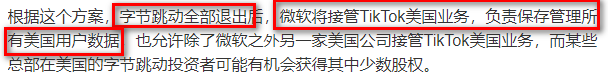 根据这个方案，字节跳动全部退出后，微软将接管TikTok美国业务，负责保存管理所
有美国用户数据 也允许除了微软之外另一家美国公司接管TikTok美国业务，而某些
总部在美国的字节跳动投资者可能有机会获得其中少数股权。